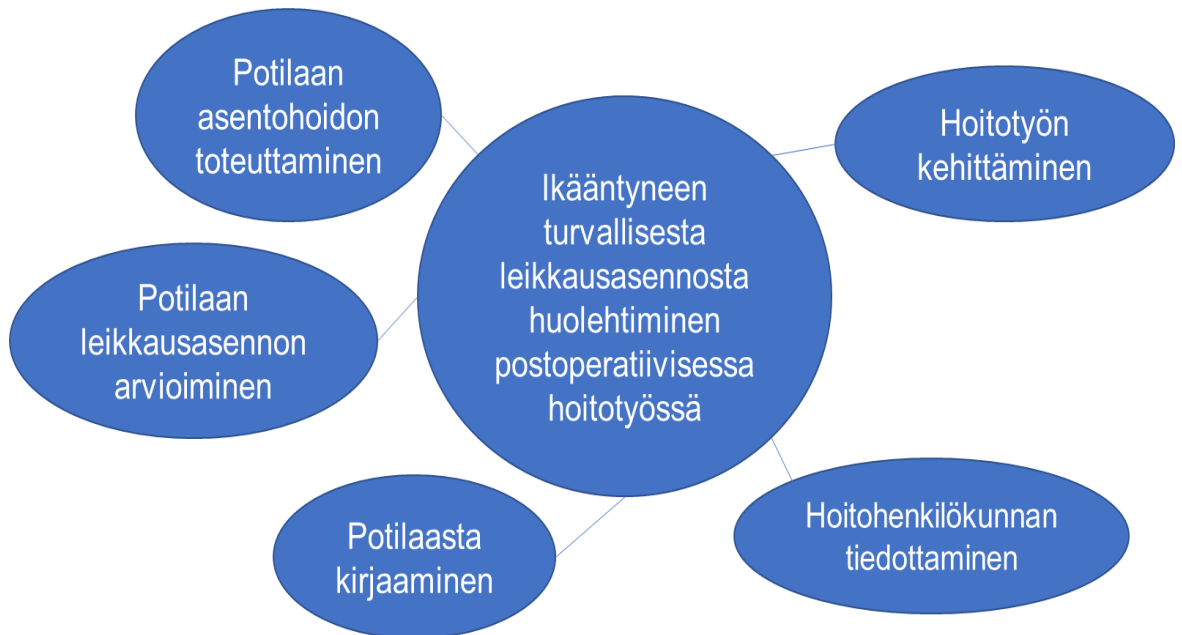 Potilaan
asentohoidon
toteuttaminen
Hoitotyön
kehittäminen
Ikääntyneen
turvallisesta
leikkausasennosta
huolehtiminen
postoperatiivisessa
hoitotyössä
Potilaan
leikkausasennon
arvioiminen
Potilaasta
kirjaaminen
Hoitohenkilökunnan
tiedottaminen